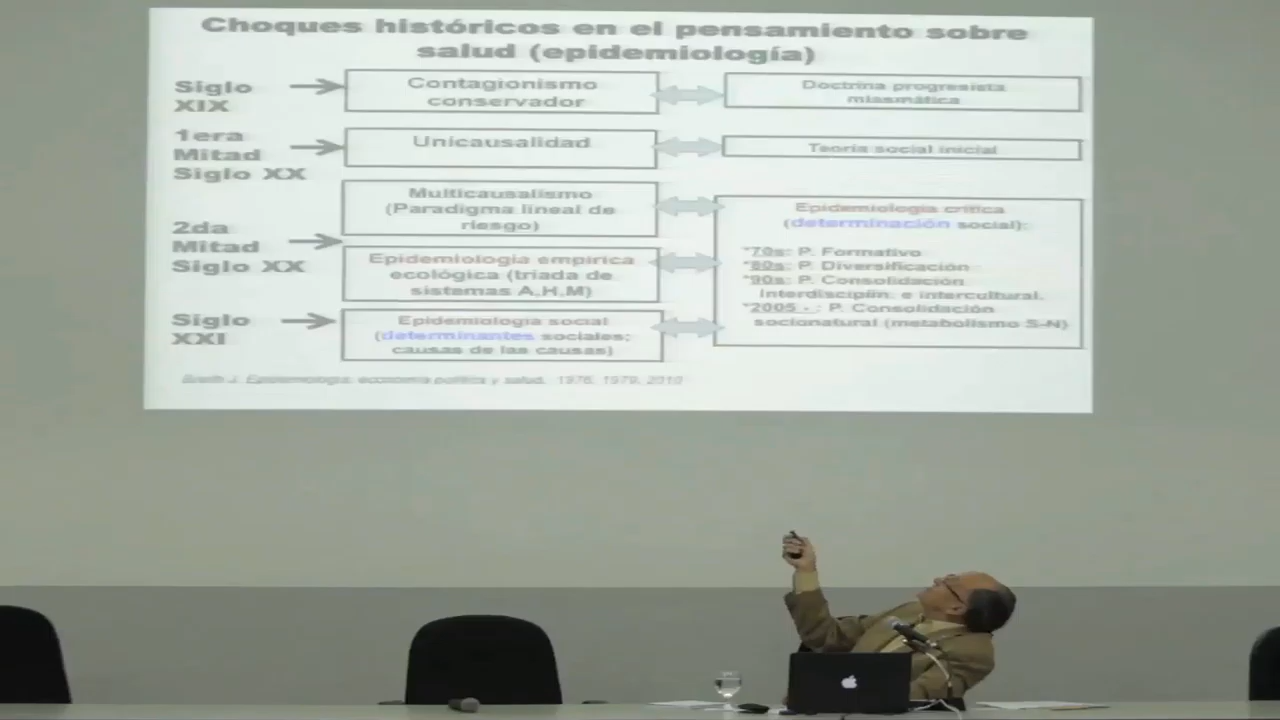 Choques históricos en el pensamiento sobre
salud (epidemiología)
Siglo
XIX
Contagionismo
conservador
Doctrina progresista
miasmática
1era
Mitad
Siglo XX
Unicausalidad
Teoría social inicial
2da
Mitad
Siglo XX
Multicausalismo
(Paradigma lineal de
riesgo)
Epidemiología empírica
ecológica (tríada de
sistemas A,H,M)
Siglo
XXI
Epidemiología social
(determinantes sociales;
causas de las causas)
Epidemiología crítica
(determinación social):
*70s: P. Formativo
*80s: P. Diversificación
*90s: P. Consolidación
Interdisciplin. e intercultural.
*2005 - : P. Consolidación
socionatural (metabolismo S-N)
Breilh J. Epidemiología: economía política y salud. 1976, 1979, 2010